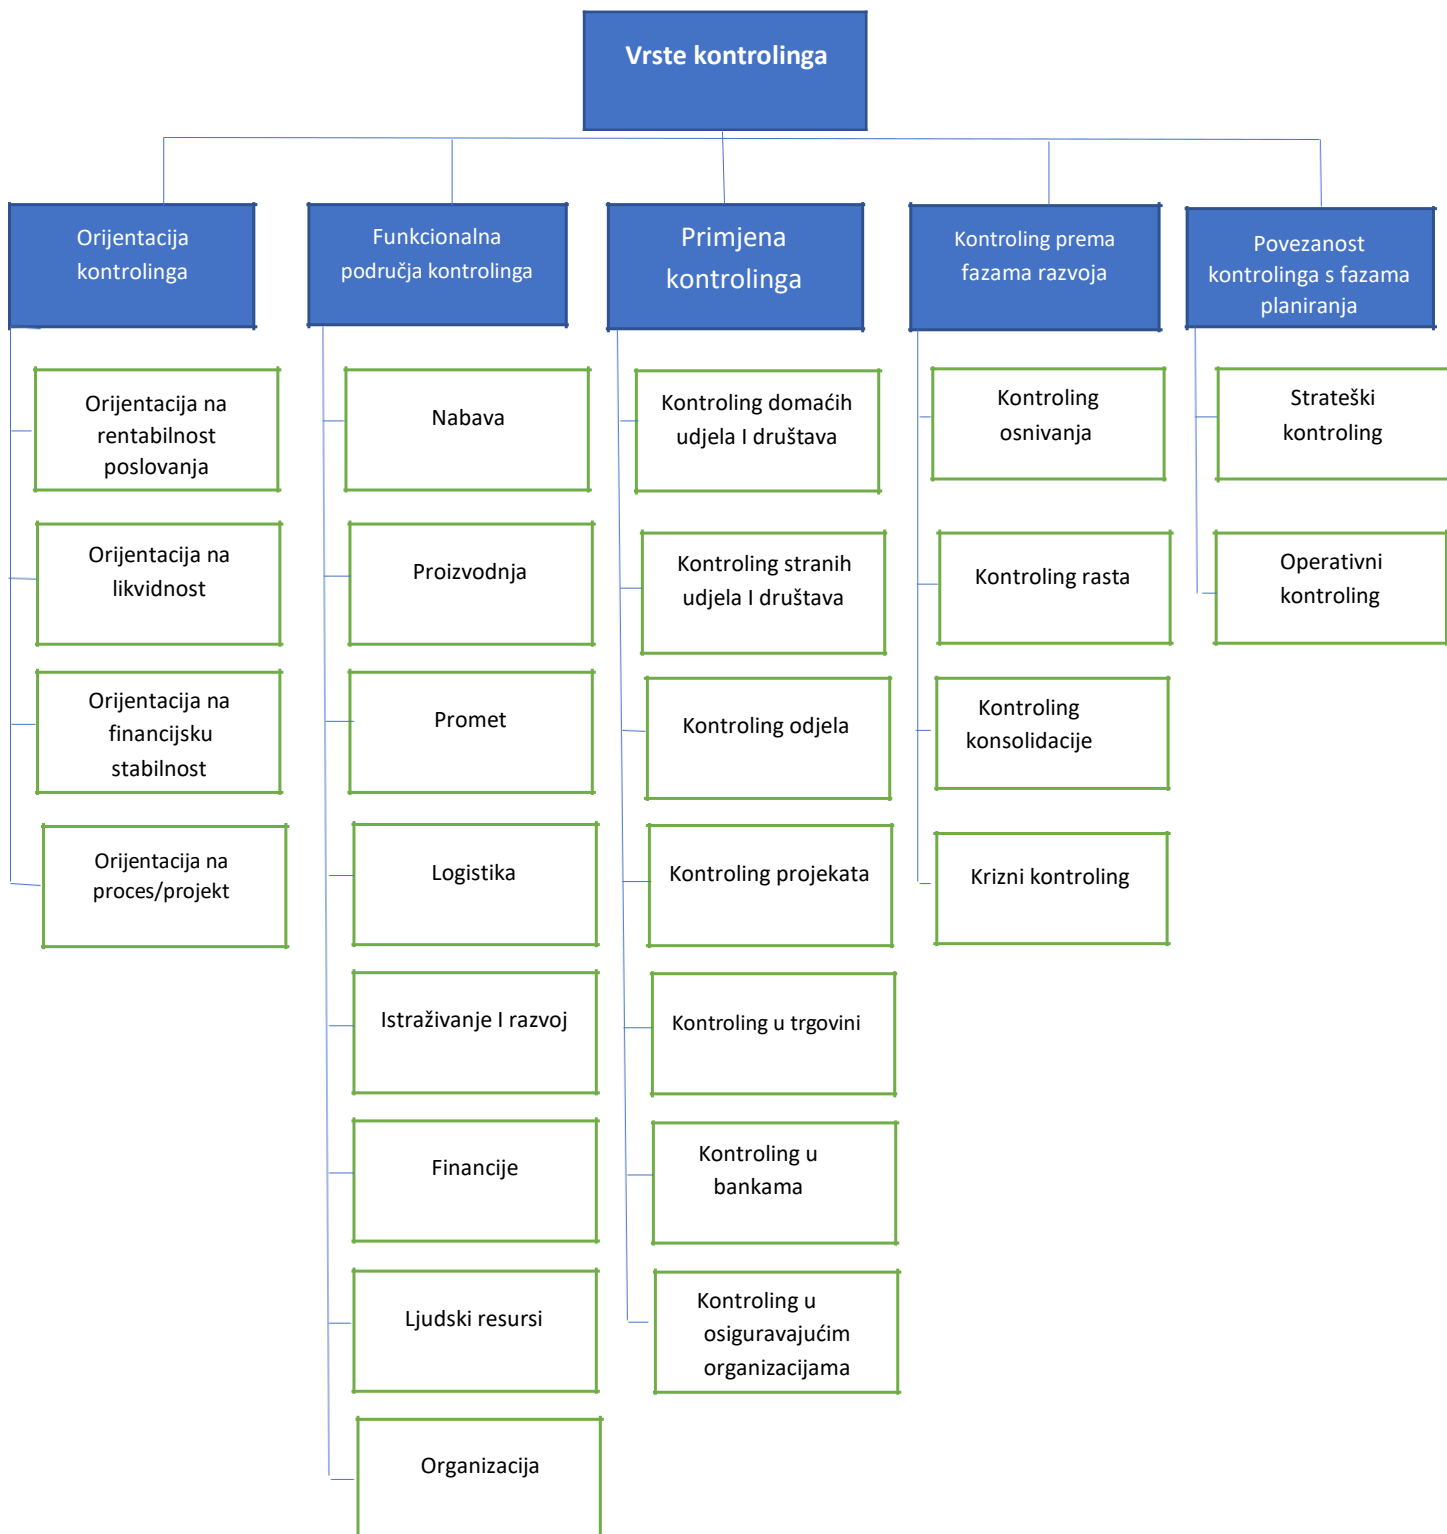 Vrste kontrolinga
Orijentacija
kontrolinga
Orijentacija na
rentabilnost
poslovanja
Orijentacija na
likvidnost
Orijentacija na
financijsku
stabilnost
Orijentacija na
proces/projekt
Funkcionalna
područja kontrolinga
Nabava
Proizvodnja
Promet
Logistika
Istraživanje I razvoj
Financije
Ljudski resursi
Organizacija
Primjena
kontrolinga
Kontroling domaćih
udjela I društava
Kontroling stranih
udjela I društava
Kontroling odjela
Kontroling projekata
Kontroling u trgovini
Kontroling u
bankama
Kontroling u
osiguravajućim
organizacijama
Kontroling prema
fazama razvoja
Kontroling
osnivanja
Kontroling rasta
Kontroling
konsolidacije
Krizni kontroling
Povezanost
kontrolinga s fazama
planiranja
Strateški
kontroling
Operativni
kontroling